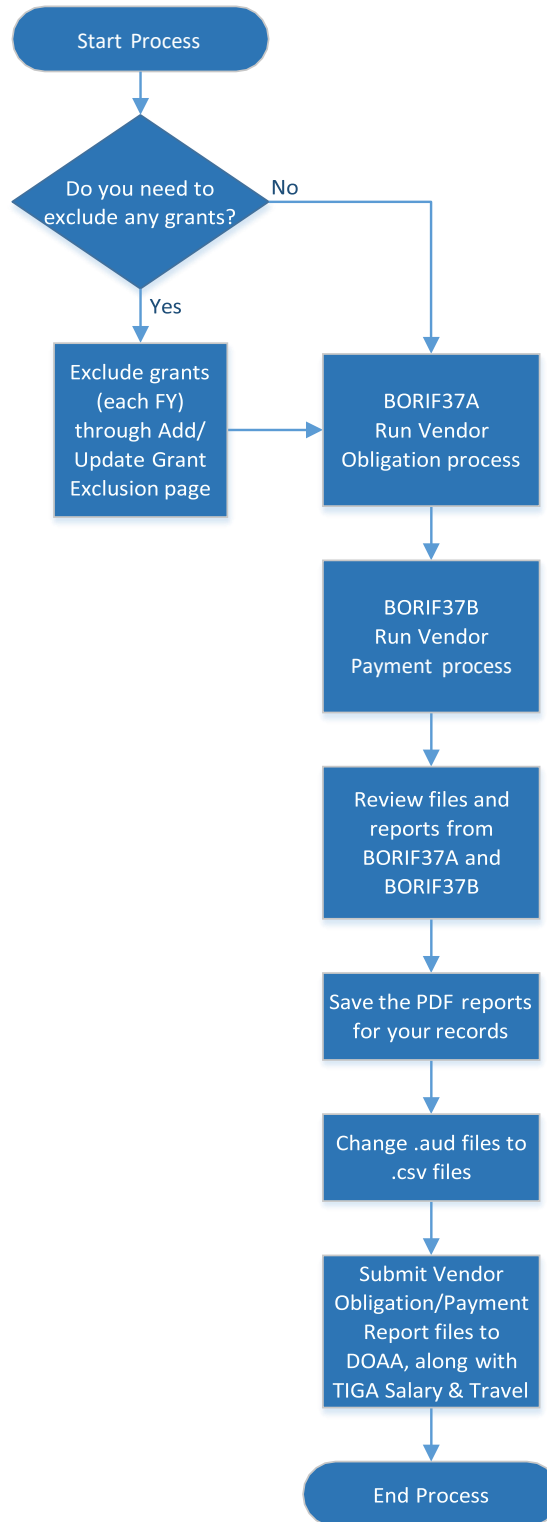 Start Process
Do you need to
exclude any grants?
No
Yes
Exclude grants
(each FY)
through Add/
Update Grant
Exclusion page
BORIF37A
Run Vendor
Obligation process
BORIF37B
Run Vendor
Payment process
Review files and
reports from
BORIF37A and
BORIF37B
Save the PDF reports
for your records
Change .aud files to
.csv files
Submit Vendor
Obligation/Payment
Report files to
DOAA, along with
TIGA Salary & Travel
End Process